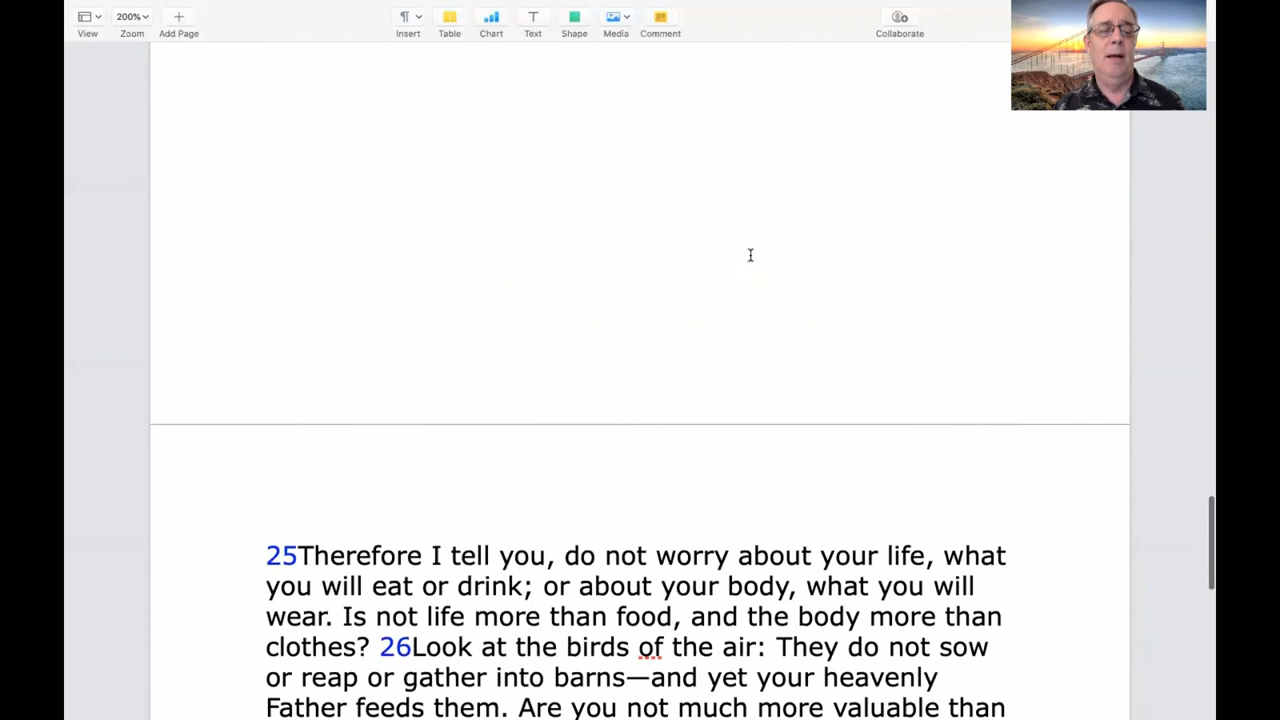 200%
View
Zoom
Add Page
Insert
Table
Chart
Text
Shape
Media
Comment
Collaborate
25Therefore I tell you, do not worry about your life, what
you will eat or drink; or about your body, what you will
wear. Is not life more than food, and the body more than
clothes? 26Look at the birds of the air: They do not sow
or reap or gather into barns—and yet your heavenly
Father feeds them. Are you not much more valuable than